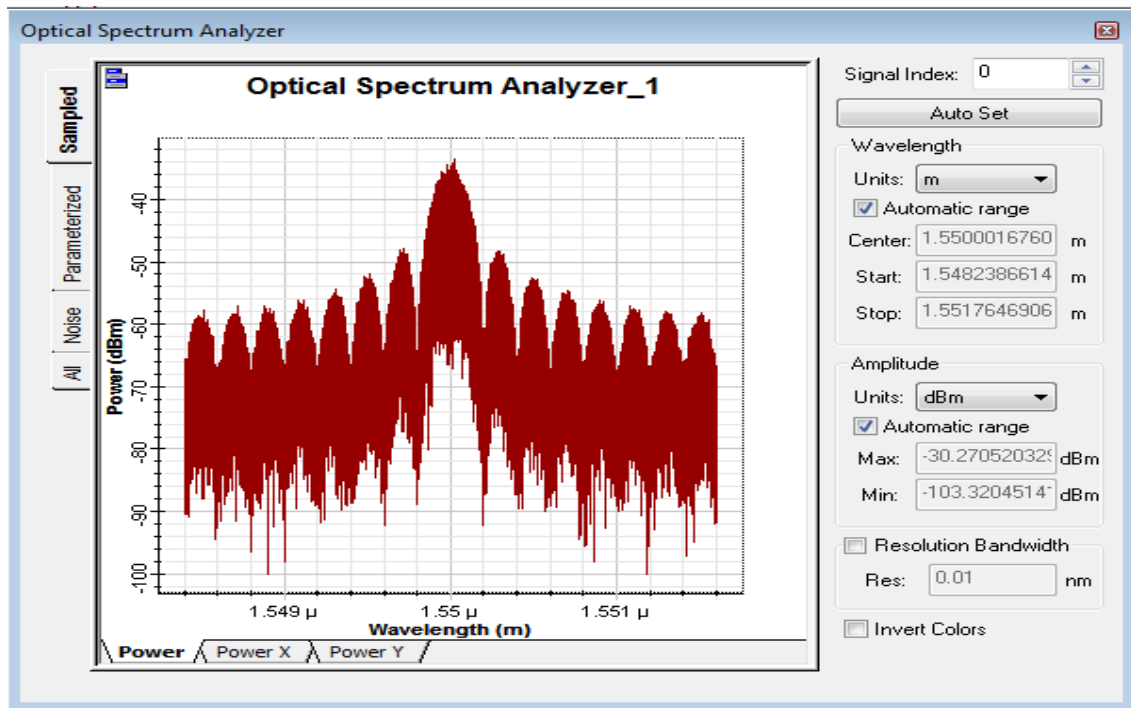 Optical Spectrum Analyzer
Sampled
Parameterized
Noise
All
Optical Spectrum Analyzer_1
Power (dBm)
-40
-50
-60
-70
-80
-90
-100
1.549 µ
1.55 µ
1.551 µ
Wavelength (m)
Power
Power X
Power Y
Signal Index: 0
Auto Set
Wavelength
Units: m
Automatic range
Center: 1.5500016760 m
Start: 1.5482386614 m
Stop: 1.5517646906 m
Amplitude
Units: dBm
Automatic range
Max: -30.27052032 dBm
Min: -103.3204514 dBm
Resolution Bandwidth
Res: 0.01 nm
Invert Colors